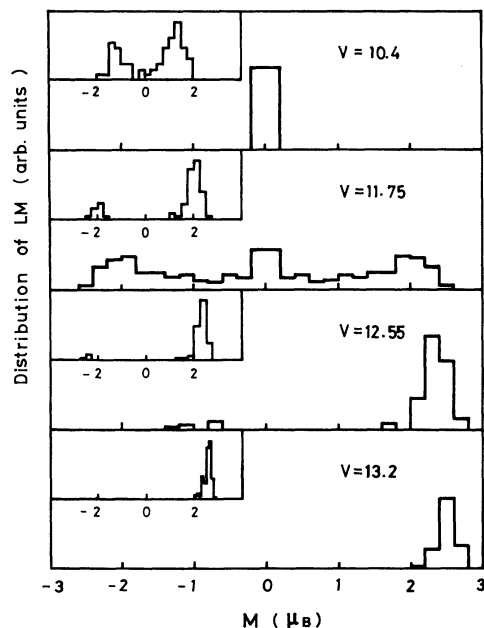 Distribution of LM (arb. units)
-2 0 2
V = 10.4
-2 0 2
V = 11.75
-2 0 2
V = 12.55
-2 0 2
V = 13.2
-3 -2 -1 0 1 2 3
M (μB)